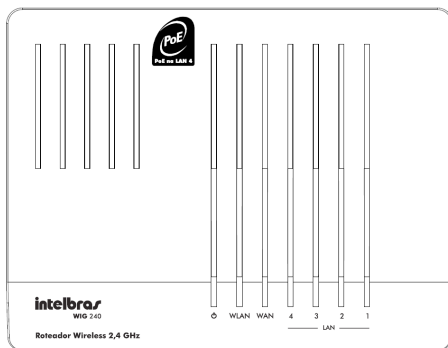 PoE
PoE na LAN 4
intelbras
WIG 240
Roteador Wireless 2,4 GHz
WLAN WAN 4 3 2 1
LAN